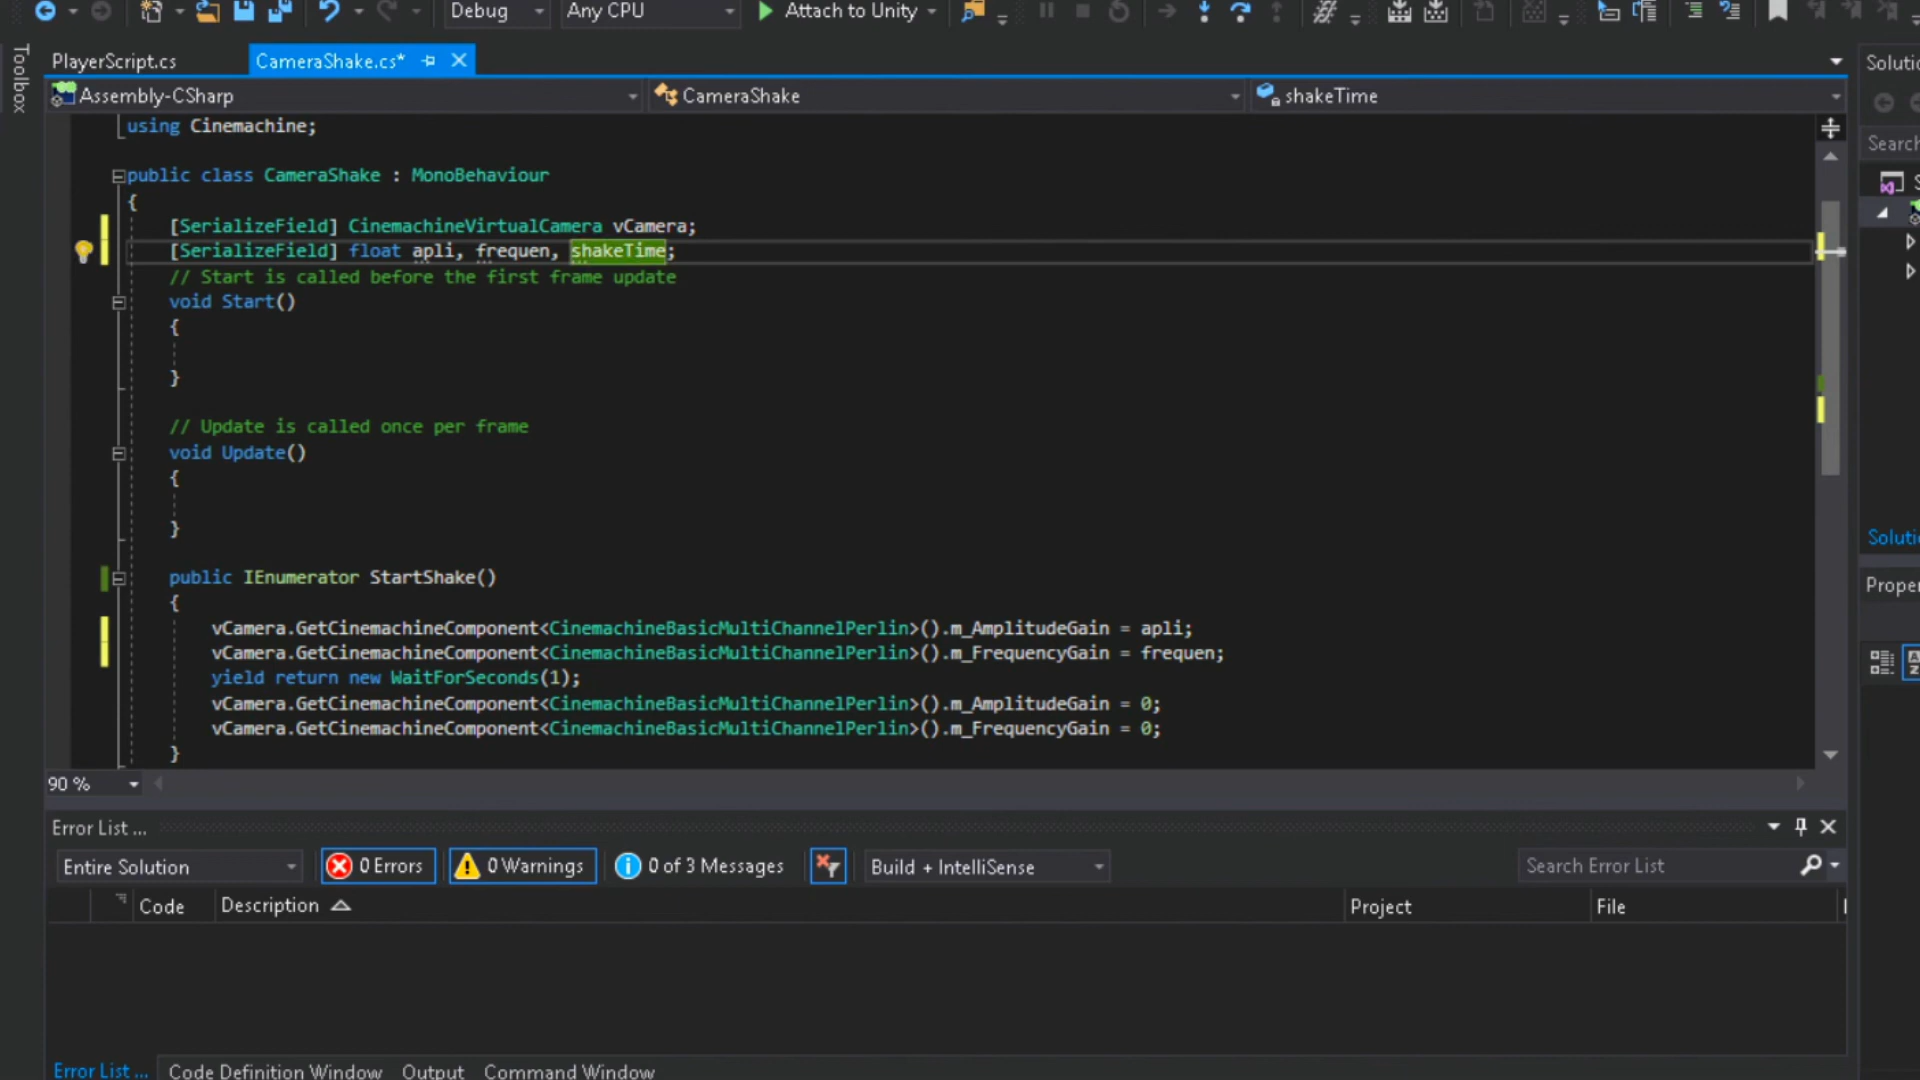 Debug Any CPU Attach to Unity
Toolbox
PlayerScript.cs CameraShake.cs*
Assembly-CSharp CameraShake shakeTime
using Cinemachine;
public class CameraShake : MonoBehaviour
{
[SerializeField] CinemachineVirtualCamera vCamera;
[SerializeField] float apli, frequen, shakeTime;
// Start is called before the first frame update
void Start()
{
}
// Update is called once per frame
void Update()
{
}
public IEnumerator StartShake()
{
vCamera.GetCinemachineComponent<CinemachineBasicMultiChannelPerlin>().m_AmplitudeGain = apli;
vCamera.GetCinemachineComponent<CinemachineBasicMultiChannelPerlin>().m_FrequencyGain = frequen;
yield return new WaitForSeconds(1);
vCamera.GetCinemachineComponent<CinemachineBasicMultiChannelPerlin>().m_AmplitudeGain = 0;
vCamera.GetCinemachineComponent<CinemachineBasicMultiChannelPerlin>().m_FrequencyGain = 0;
}
90 %
Error List ...
Entire Solution 0 Errors 0 Warnings 0 of 3 Messages Build + IntelliSense Search Error List
Code Description Project File
Error List ... Code Definition Window Output Command Window
Soluti
Search
Soluti
Proper